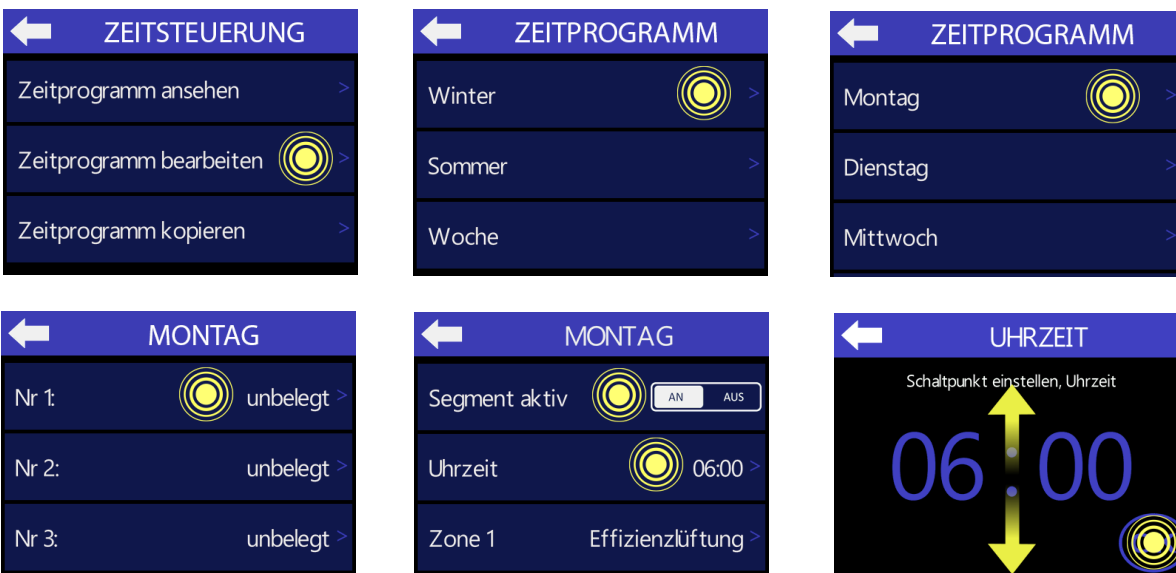 ZEITSTEUERUNG
Zeitprogramm ansehen >
Zeitprogramm bearbeiten >
Zeitprogramm kopieren >
ZEITPROGRAMM
Winter >
Sommer >
Woche >
ZEITPROGRAMM
Montag >
Dienstag >
Mittwoch >
MONTAG
Nr 1: unbelegt >
Nr 2: unbelegt >
Nr 3: unbelegt >
MONTAG
Segment aktiv AN AUS
Uhrzeit 06:00 >
Zone 1 Effizienzlüftung >
UHRZEIT
Schaltpunkt einstellen, Uhrzeit
06:00